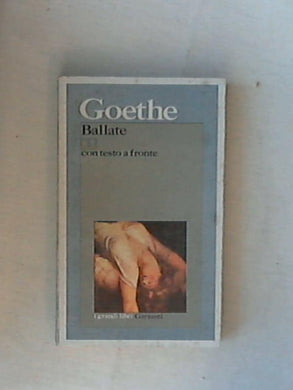 Goethe
Ballate
con testo a fronte
i grandi libri Garzanti